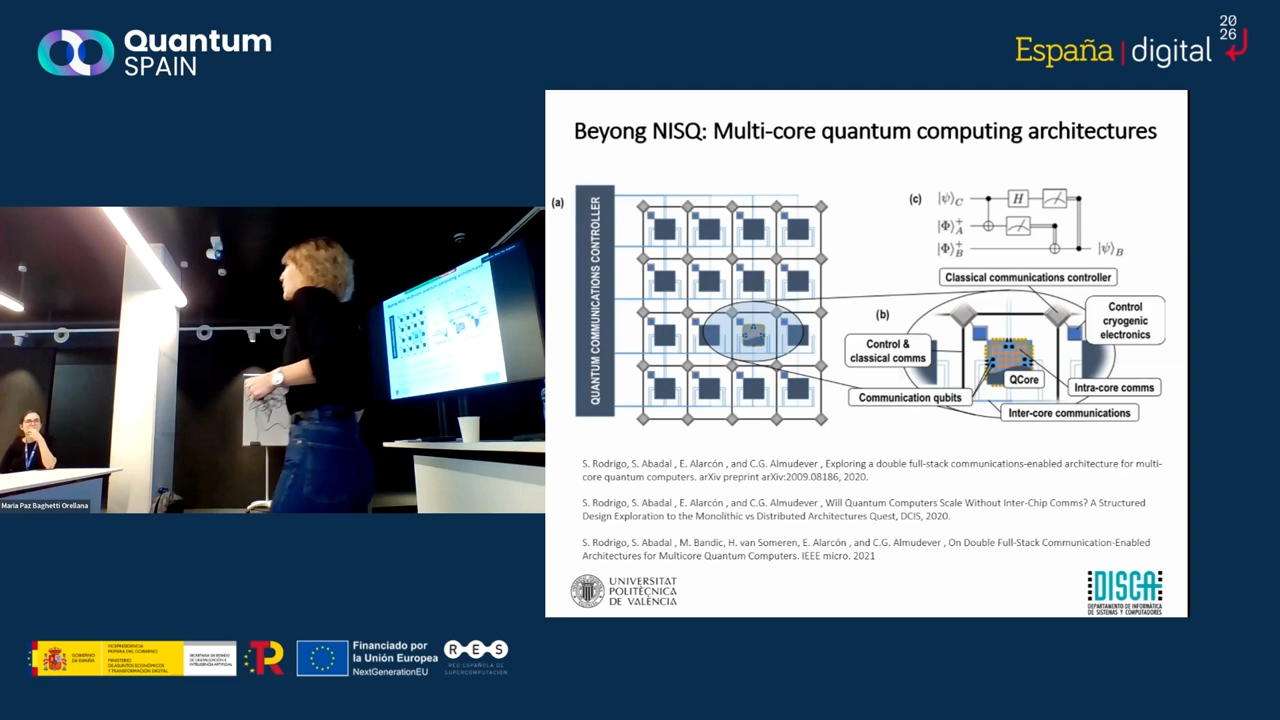 Quantum
SPAIN
España | digital
20
26
Beyong NISQ: Multi-core quantum computing architectures
(a)
QUANTUM COMMUNICATIONS CONTROLLER
(c)
|ψ⟩C
H
|Φ⟩+A
|Φ⟩+B
|ψ⟩B
Classical communications controller
(b)
Control
cryogenic
electronics
Control &
classical comms
QCore
Intra-core comms
Communication qubits
Inter-core communications
S. Rodrigo, S. Abadal , E. Alarcón , and C.G. Almudever , Exploring a double full-stack communications-enabled architecture for multi-
core quantum computers. arXiv preprint arXiv:2009.08186, 2020.
S. Rodrigo, S. Abadal , E. Alarcón , and C.G. Almudever , Will Quantum Computers Scale Without Inter-Chip Comms? A Structured
Design Exploration to the Monolithic vs Distributed Architectures Quest, DCIS, 2020.
S. Rodrigo, S. Abadal , M. Bandic, H. van Someren, E. Alarcón , and C.G. Almudever , On Double Full-Stack Communication-Enabled
Architectures for Multicore Quantum Computers. IEEE micro. 2021
UNIVERSITAT
POLITÈCNICA
DE VALÈNCIA
DISCA
DEPARTAMENTO DE INFORMÁTICA
DE SISTEMAS Y COMPUTADORES
Maria Paz Baghetti Orellana
GOBIERNO
DE ESPAÑA
VICEPRESIDENCIA
PRIMERA DEL GOBIERNO
MINISTERIO
DE ASUNTOS ECONÓMICOS
Y TRANSFORMACIÓN DIGITAL
SECRETARÍA DE ESTADO
DE DIGITALIZACIÓN E
INTELIGENCIA ARTIFICIAL
TR
Financiado por
la Unión Europea
NextGenerationEU
RES
RED ESPAÑOLA DE
SUPERCOMPUTACIÓN